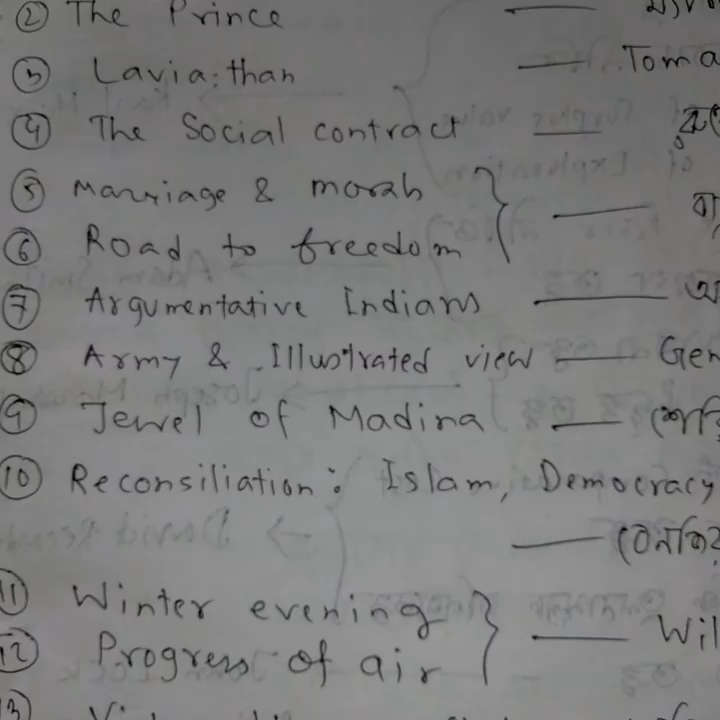 ② The Prince —
③ Lavia:than — Toma
④ The Social contract — রুশে
⑤ Marriage & morals
⑥ Road to freedom } — বা
⑦ Argumentative Indians — অ
⑧ Army & Illustrated view — Gen
⑨ Jewel of Madina —
⑩ Reconsiliation: Islam, Democracy
— বেনজির
11 Winter evening
12 Progress of air } — Wil
13